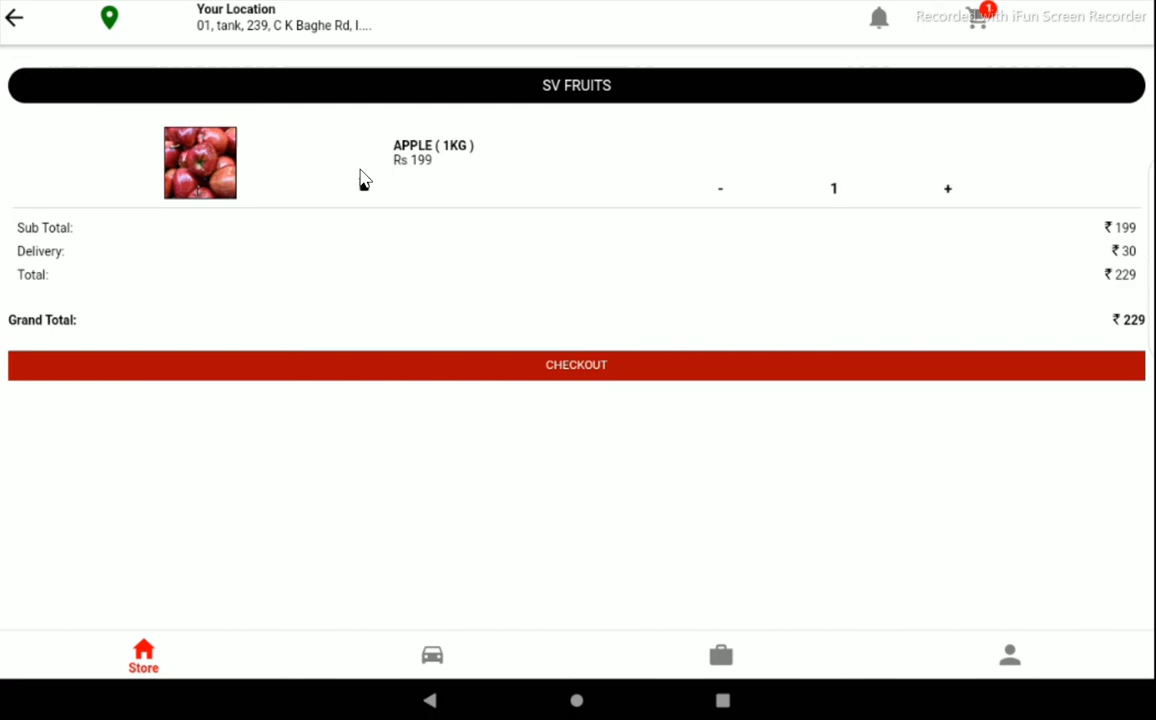 Your Location
01, tank, 239, C K Baghe Rd, I....
1
Recorded with iFun Screen Recorder
SV FRUITS
APPLE ( 1KG )
Rs 199
- 1 +
Sub Total: ₹ 199
Delivery: ₹ 30
Total: ₹ 229
Grand Total: ₹ 229
CHECKOUT
Store